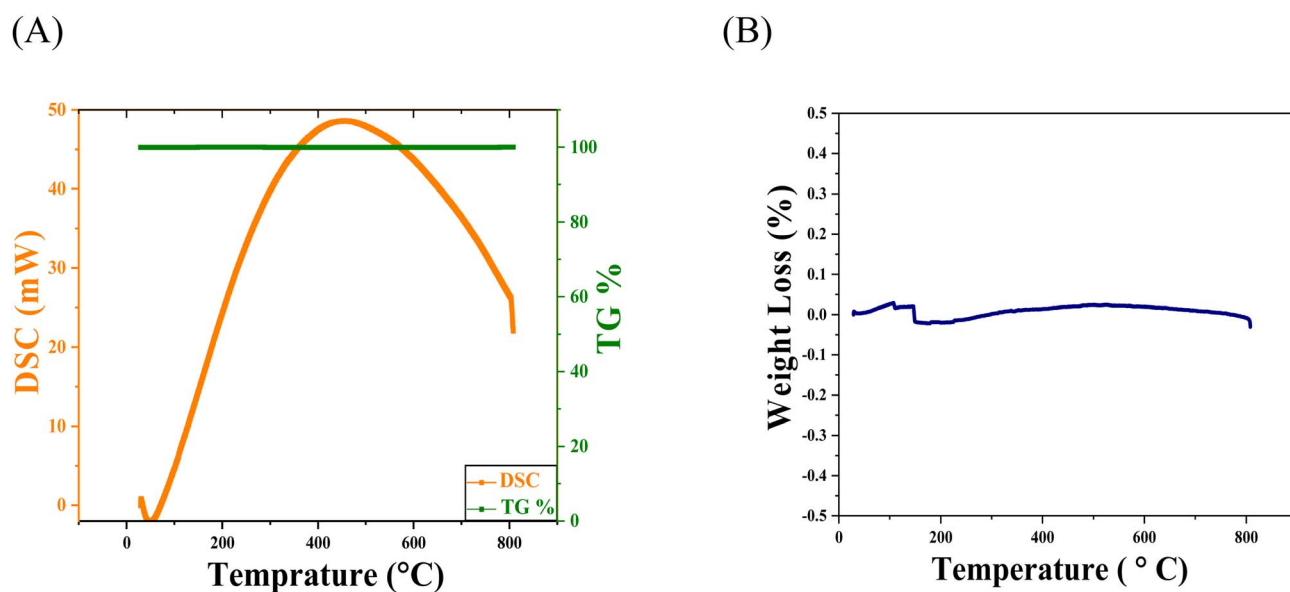 (A)
(B)
DSC (mW)
50
40
30
20
10
0
TG %
100
80
60
40
20
0
DSC
TG %
0 200 400 600 800
Temprature (°C)
Weight Loss (%)
0.5
0.4
0.3
0.2
0.1
0.0
-0.1
-0.2
-0.3
-0.4
-0.5
0 200 400 600 800
Temperature ( ° C)